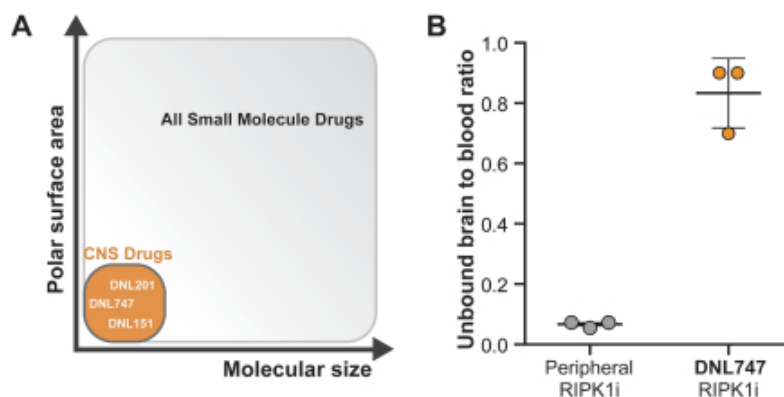 A
Polar surface area
All Small Molecule Drugs
CNS Drugs
DNL201
DNL747
DNL151
Molecular size
B
Unbound brain to blood ratio
1.0
0.8
0.6
0.4
0.2
0.0
Peripheral
RIPK1i
DNL747
RIPK1i